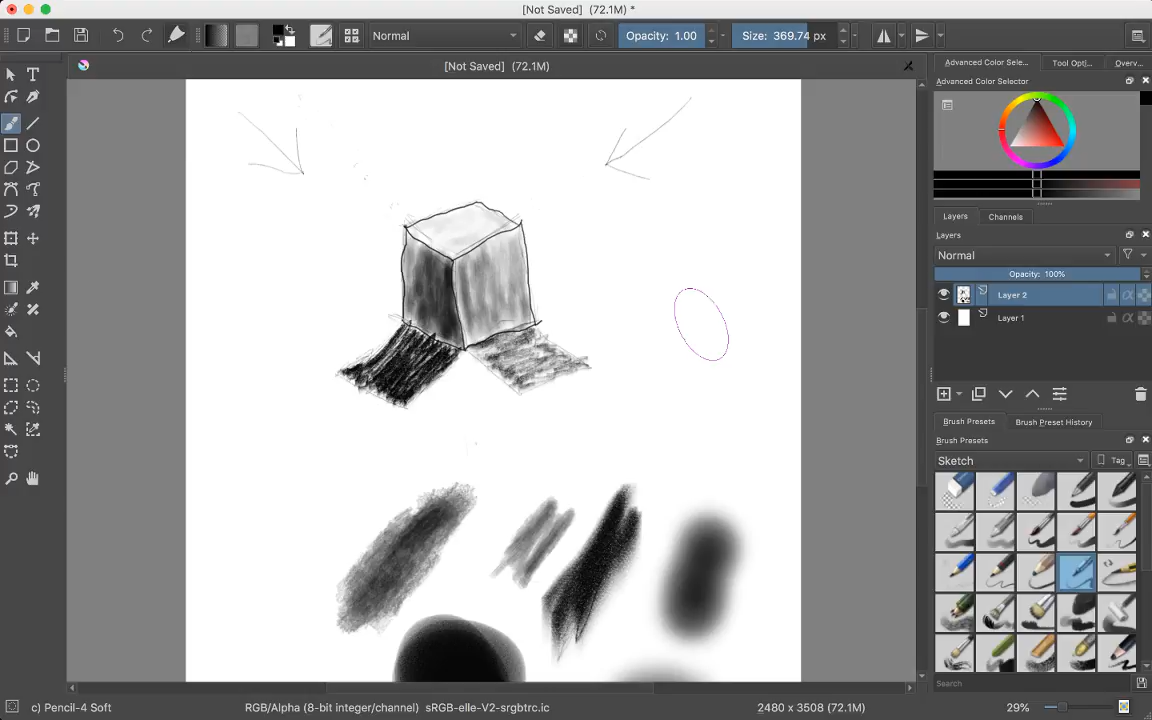 [Not Saved] (72.1M) *
Normal
Opacity: 1.00
Size: 369.74 px
[Not Saved] (72.1M)
Advanced Color Sele...
Tool Opti...
Overv...
Advanced Color Selector
Layers
Channels
Layers
Normal
Opacity: 100%
Layer 2
Layer 1
Brush Presets
Brush Preset History
Brush Presets
Sketch
Tag
Search
c) Pencil-4 Soft
RGB/Alpha (8-bit integer/channel) sRGB-elle-V2-srgbtrc.ic
2480 x 3508 (72.1M)
29%